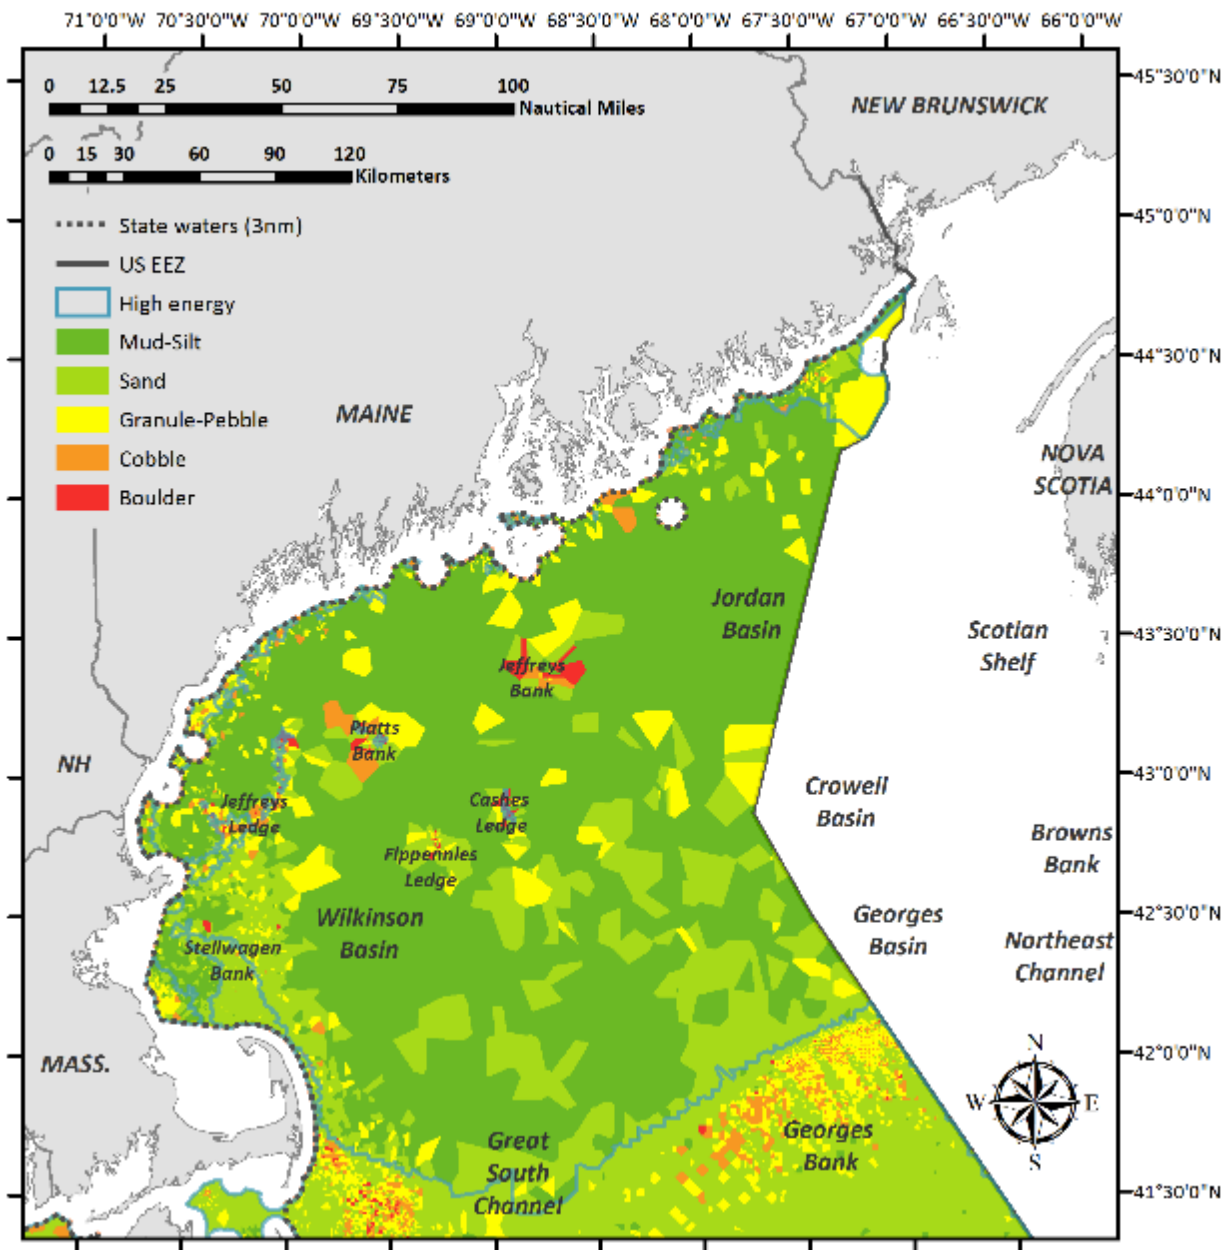 71°0'0"W 70°30'0"W 70°0'0"W 69°30'0"W 69°0'0"W 68°30'0"W 68°0'0"W 67°30'0"W 67°0'0"W 66°30'0"W 66°0'0"W
0 12.5 25 50 75 100
Nautical Miles
0 15 30 60 90 120
Kilometers
State waters (3nm)
US EEZ
High energy
Mud-Silt
Sand
Granule-Pebble
Cobble
Boulder
NEW BRUNSWICK
MAINE
NOVA
SCOTIA
Jordan
Basin
Scotian
Shelf
Jeffreys
Bank
Platts
Bank
NH
Jeffreys
Ledge
Cashes
Ledge
Crowell
Basin
Browns
Bank
Fippennies
Ledge
Wilkinson
Basin
Georges
Basin
Northeast
Channel
Stellwagen
Bank
MASS.
Great
South
Channel
Georges
Bank
N
W E
S
45°30'0"N
45°0'0"N
44°30'0"N
44°0'0"N
43°30'0"N
43°0'0"N
42°30'0"N
42°0'0"N
41°30'0"N